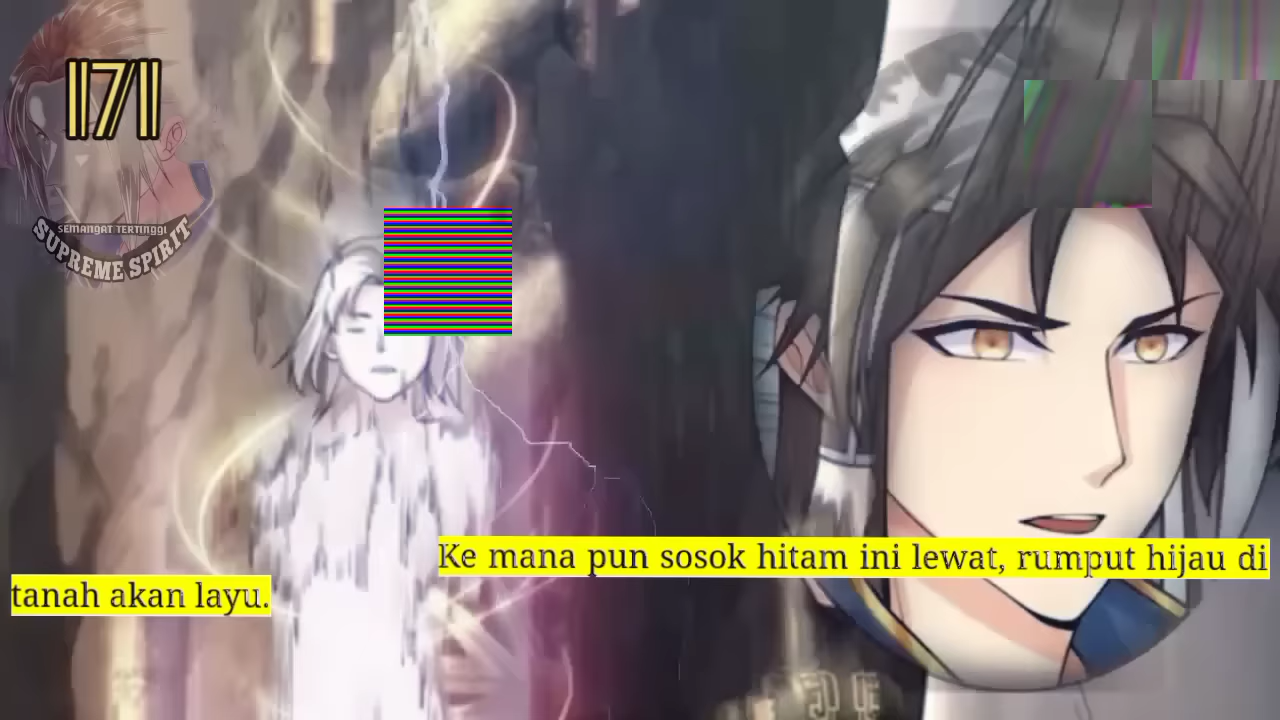 171
SEMANGAT TERTINGGI
SUPREME SPIRIT
Ke mana pun sosok hitam ini lewat, rumput hijau di
tanah akan layu.